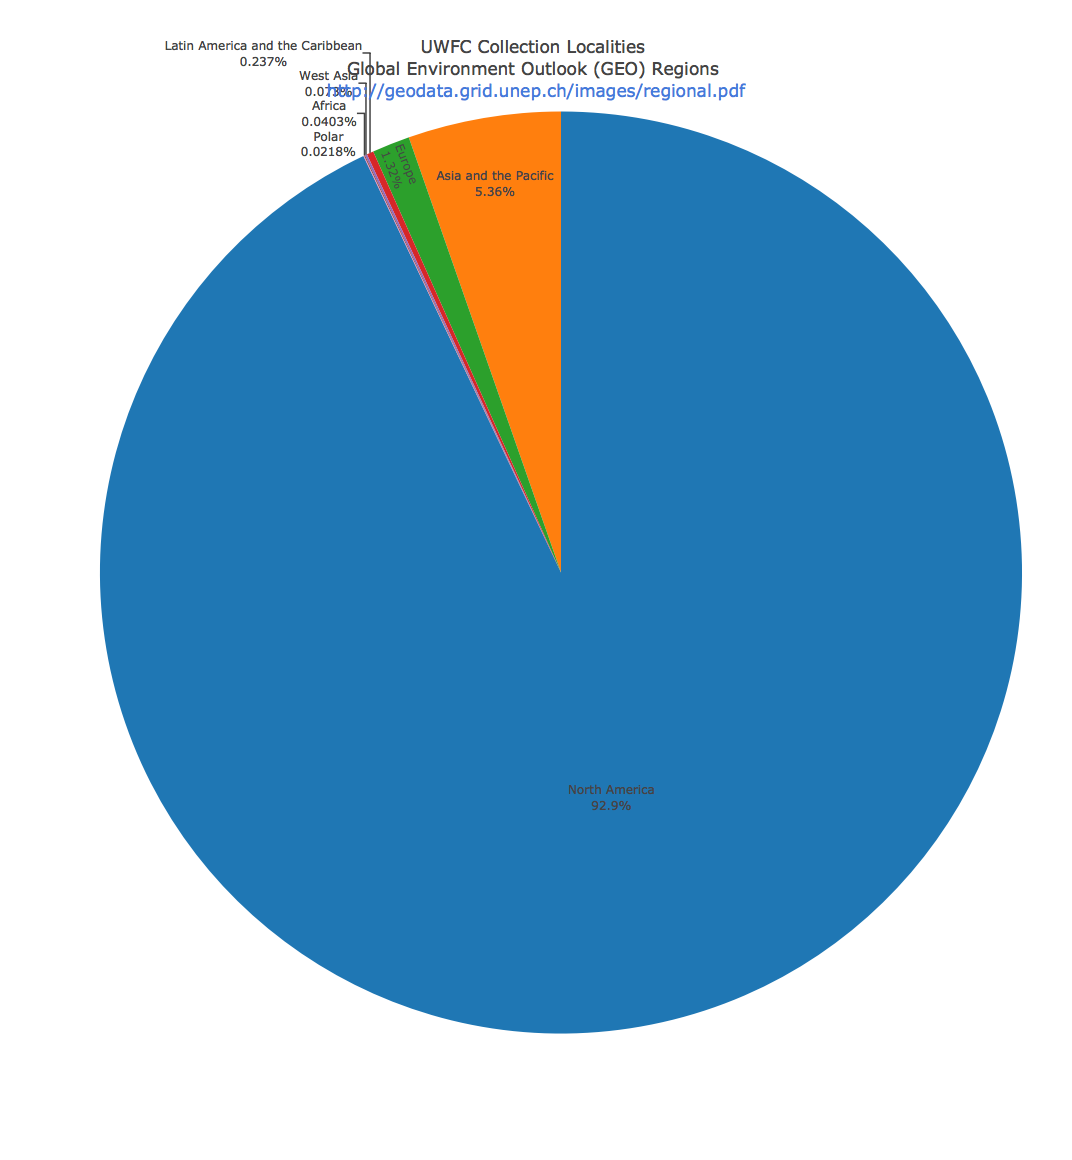 UWFC Collection Localities
Global Environment Outlook (GEO) Regions
http://geodata.grid.unep.ch/images/regional.pdf
Latin America and the Caribbean
0.237%
West Asia
0.073%
Africa
0.0403%
Polar
0.0218%
Europe
1.32%
Asia and the Pacific
5.36%
North America
92.9%